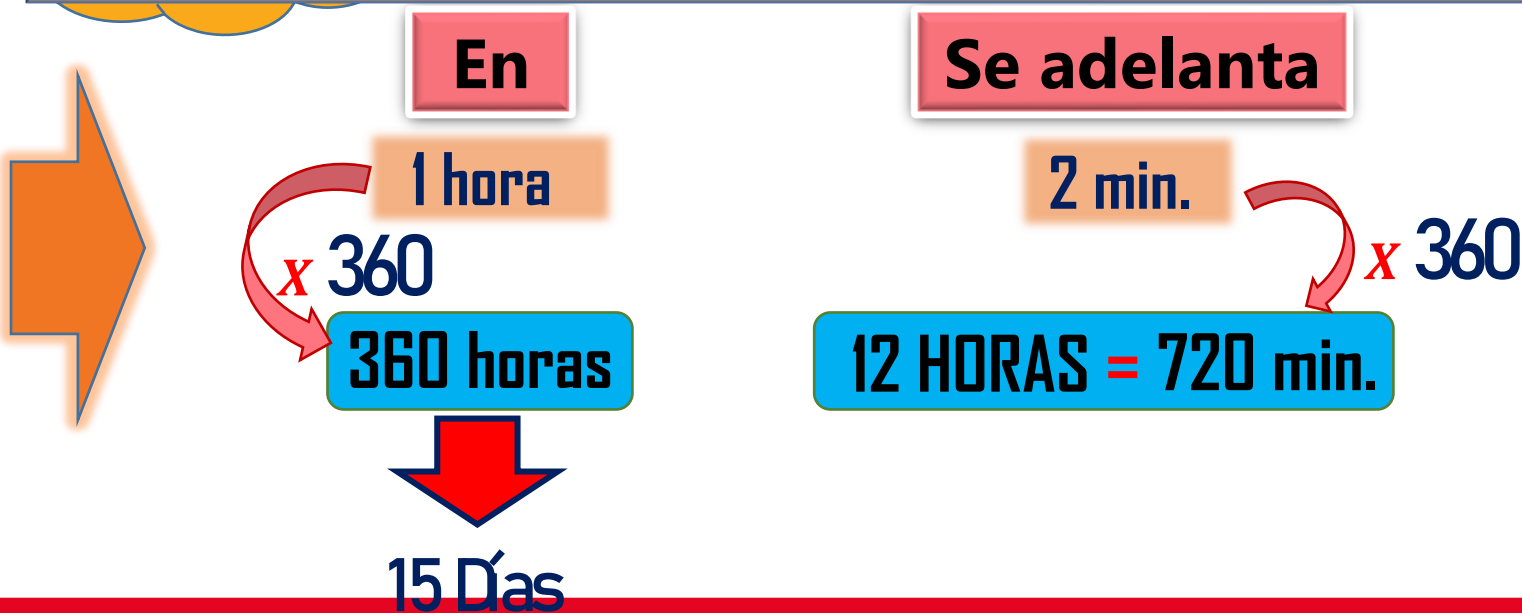 En
Se adelanta
1 hora
2 min.
x 360
x 360
360 horas
12 HORAS = 720 min.
15 Días